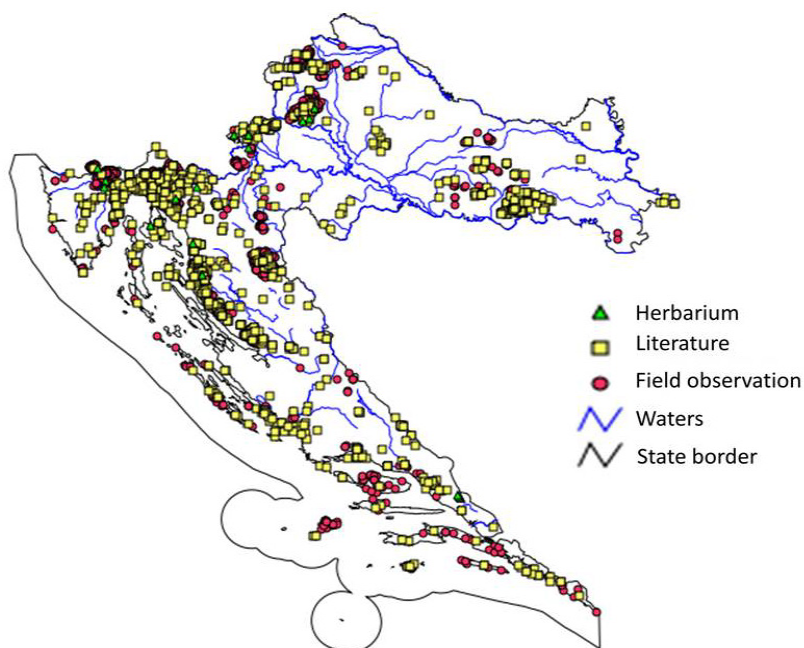 Herbarium
Literature
Field observation
Waters
State border